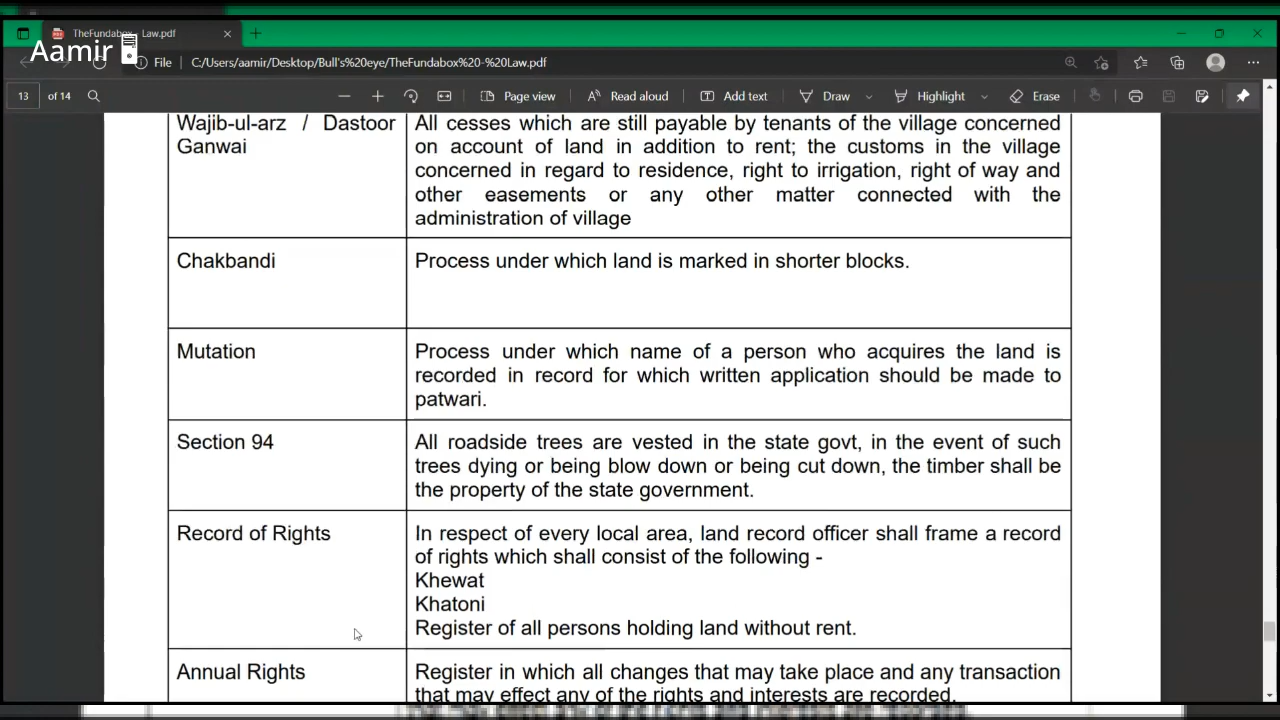 TheFundabox - Law.pdf
Aamir
File C:/Users/aamir/Desktop/Bull's%20eye/TheFundabox%20-%20Law.pdf
13 of 14 Page view Read aloud Add text Draw Highlight Erase
Wajib-ul-arz / Dastoor
Ganwai
All cesses which are still payable by tenants of the village concerned
on account of land in addition to rent; the customs in the village
concerned in regard to residence, right to irrigation, right of way and
other easements or any other matter connected with the
administration of village
Chakbandi
Process under which land is marked in shorter blocks.
Mutation
Process under which name of a person who acquires the land is
recorded in record for which written application should be made to
patwari.
Section 94
All roadside trees are vested in the state govt, in the event of such
trees dying or being blow down or being cut down, the timber shall be
the property of the state government.
Record of Rights
In respect of every local area, land record officer shall frame a record
of rights which shall consist of the following -
Khewat
Khatoni
Register of all persons holding land without rent.
Annual Rights
Register in which all changes that may take place and any transaction
that may effect any of the rights and interests are recorded.